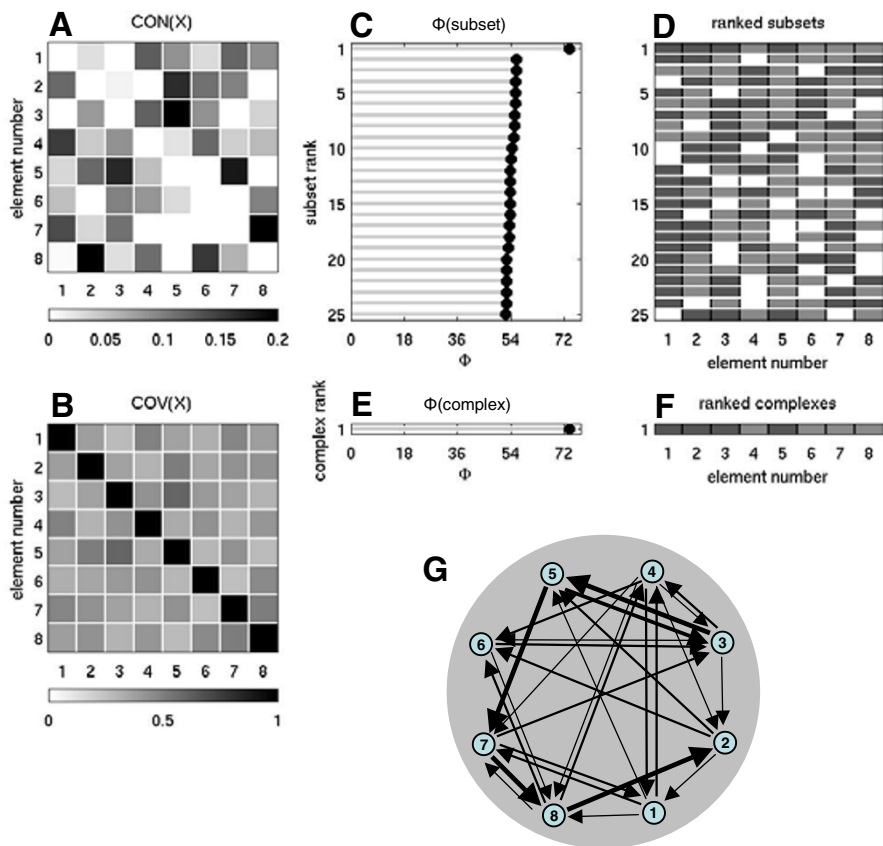 A
CON(X)
element number
1
2
3
4
5
6
7
8
1 2 3 4 5 6 7 8
0 0.05 0.1 0.15 0.2
C
Φ(subset)
subset rank
1
5
10
15
20
25
0 18 36 54 72
Φ
D
ranked subsets
1
5
10
15
20
25
1 2 3 4 5 6 7 8
element number
B
COV(X)
element number
1
2
3
4
5
6
7
8
1 2 3 4 5 6 7 8
0 0.5 1
E
Φ(complex)
complex rank
1
0 18 36 54 72
Φ
F
ranked complexes
1
1 2 3 4 5 6 7 8
element number
G
5 4
6 3
7 2
8 1